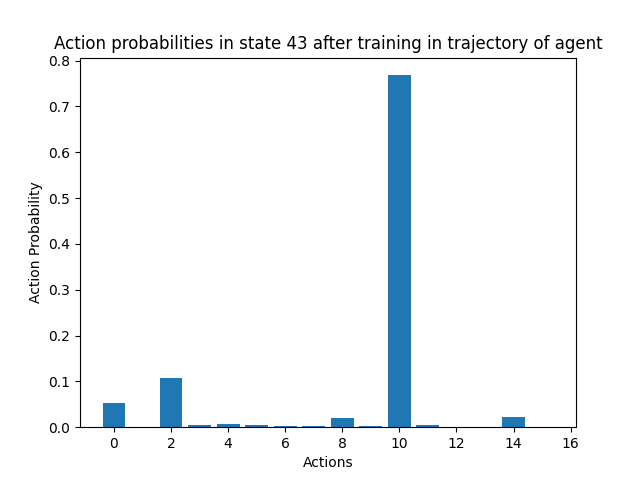 Action probabilities in state 43 after training in trajectory of agent
0.8
0.7
0.6
0.5
0.4
0.3
0.2
0.1
0.0
Action Probability
0 2 4 6 8 10 12 14 16
Actions